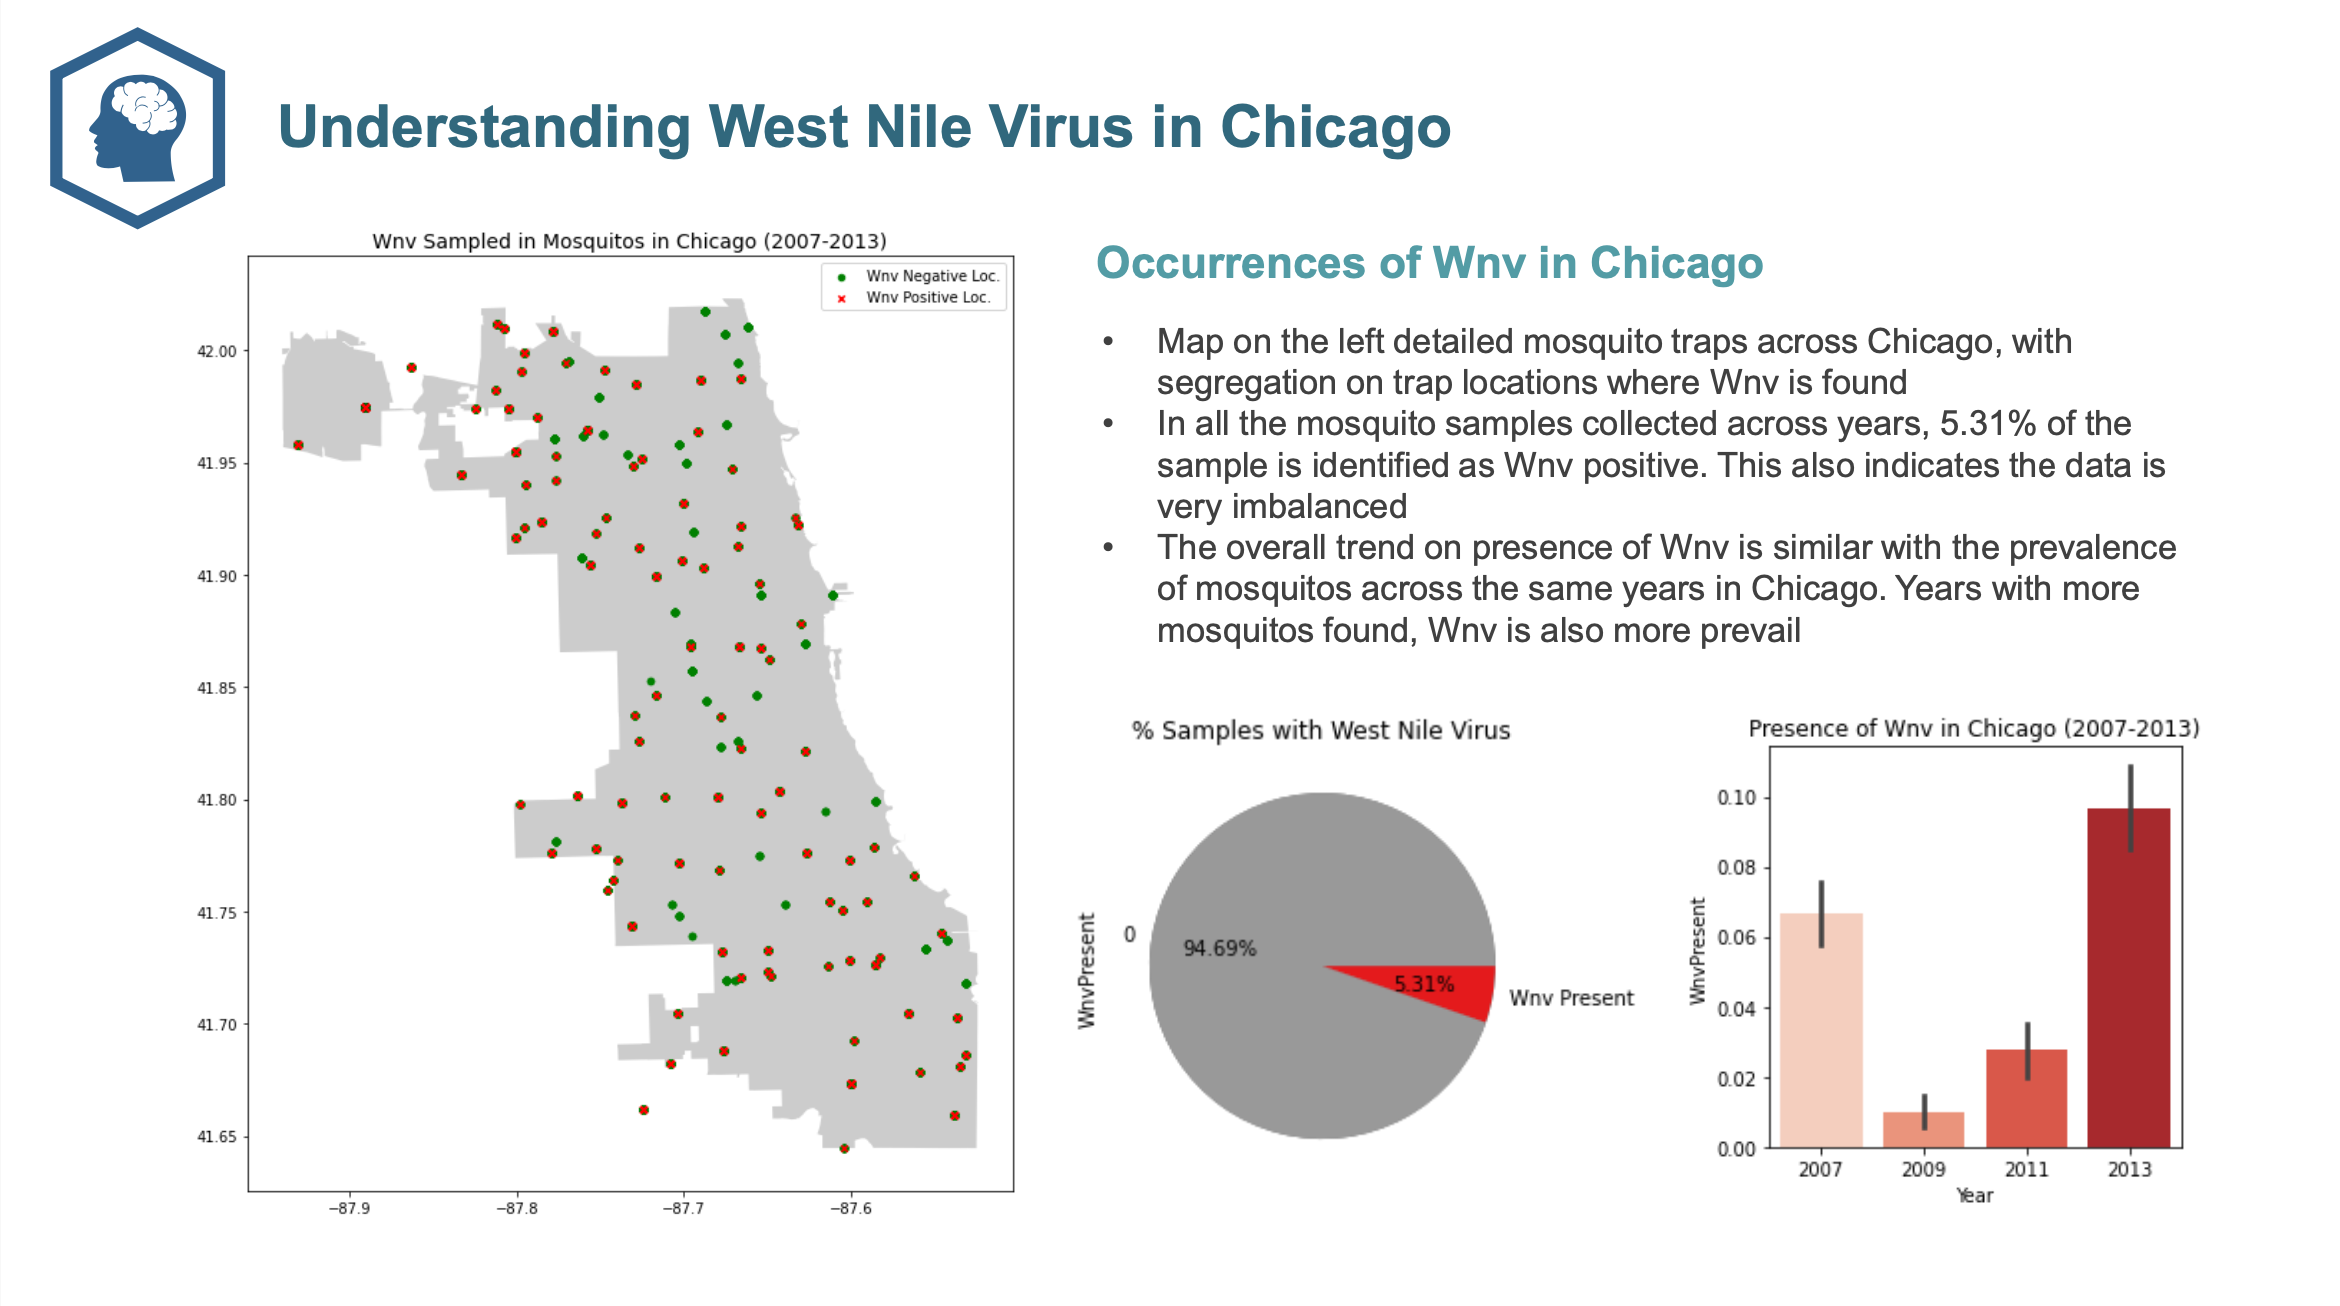 Understanding West Nile Virus in Chicago
Wnv Sampled in Mosquitos in Chicago (2007-2013)
Wnv Negative Loc.
Wnv Positive Loc.
42.00
41.95
41.90
41.85
41.80
41.75
41.70
41.65
−87.9
−87.8
−87.7
−87.6
Occurrences of Wnv in Chicago
• Map on the left detailed mosquito traps across Chicago, with
segregation on trap locations where Wnv is found
• In all the mosquito samples collected across years, 5.31% of the
sample is identified as Wnv positive. This also indicates the data is
very imbalanced
• The overall trend on presence of Wnv is similar with the prevalence
of mosquitos across the same years in Chicago. Years with more
mosquitos found, Wnv is also more prevail
% Samples with West Nile Virus
WnvPresent
0
94.69%
5.31%
Wnv Present
Presence of Wnv in Chicago (2007-2013)
WnvPresent
0.10
0.08
0.06
0.04
0.02
0.00
2007
2009
2011
2013
Year